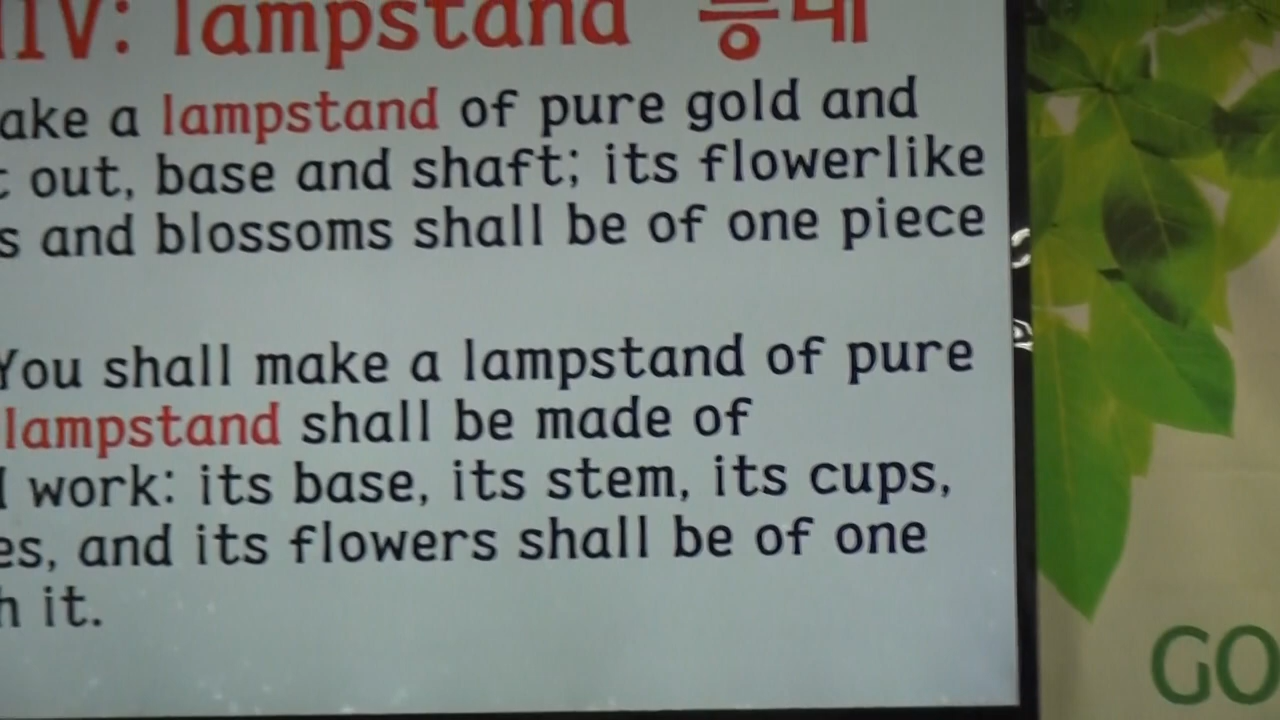 IIV: lampstand 등대
ake a lampstand of pure gold and
t out, base and shaft; its flowerlike
s and blossoms shall be of one piece
You shall make a lampstand of pure
lampstand shall be made of
work: its base, its stem, its cups,
es, and its flowers shall be of one
h it.
GO